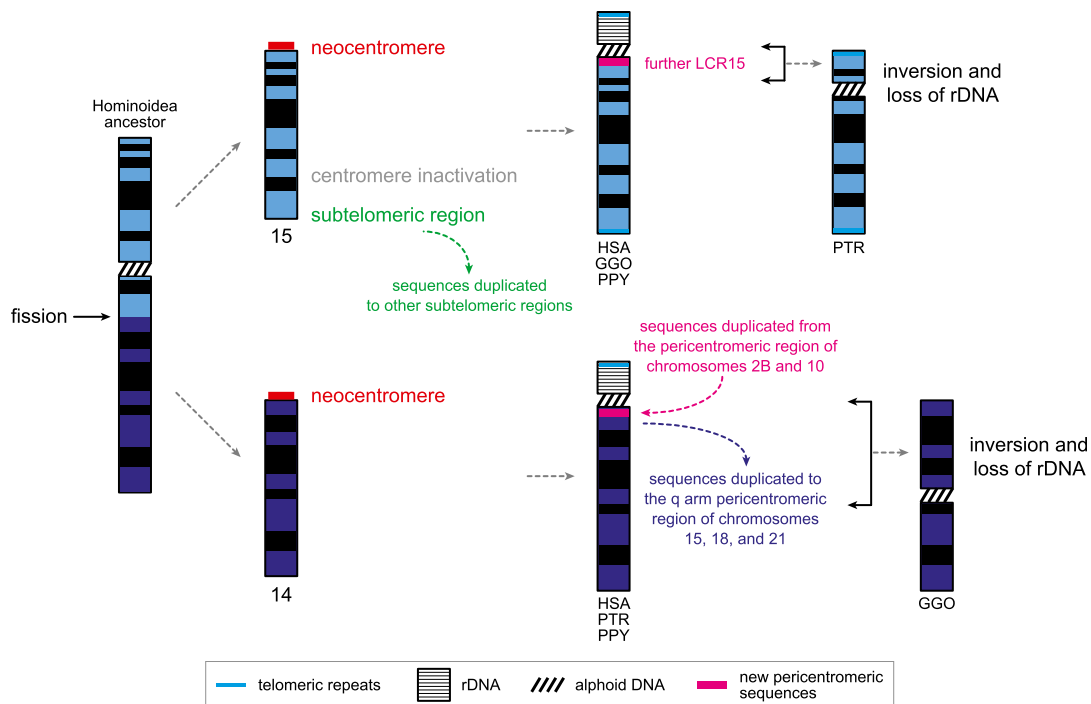 Hominoidea
ancestor
fission
neocentromere
centromere inactivation
subtelomeric region
15
sequences duplicated
to other subtelomeric regions
further LCR15
HSA
GGO
PPY
inversion and
loss of rDNA
PTR
neocentromere
14
sequences duplicated from
the pericentromeric region of
chromosomes 2B and 10
sequences duplicated to
the q arm pericentromeric
region of chromosomes
15, 18, and 21
HSA
PTR
PPY
inversion and
loss of rDNA
GGO
telomeric repeats
rDNA
alphoid DNA
new pericentromeric
sequences